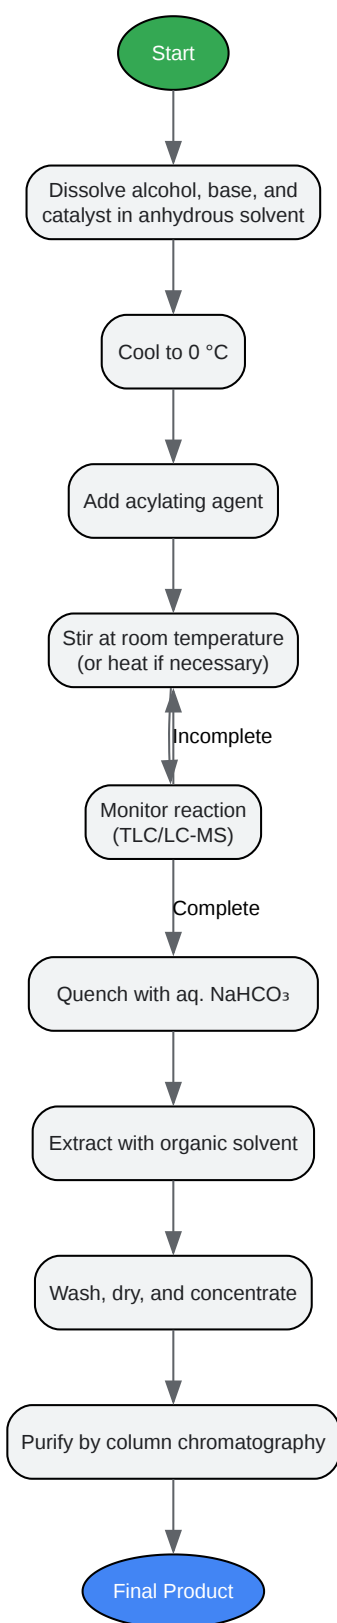 Start
Dissolve alcohol, base, and
catalyst in anhydrous solvent
Cool to 0 °C
Add acylating agent
Stir at room temperature
(or heat if necessary)
Incomplete
Monitor reaction
(TLC/LC-MS)
Complete
Quench with aq. NaHCO₃
Extract with organic solvent
Wash, dry, and concentrate
Purify by column chromatography
Final Product